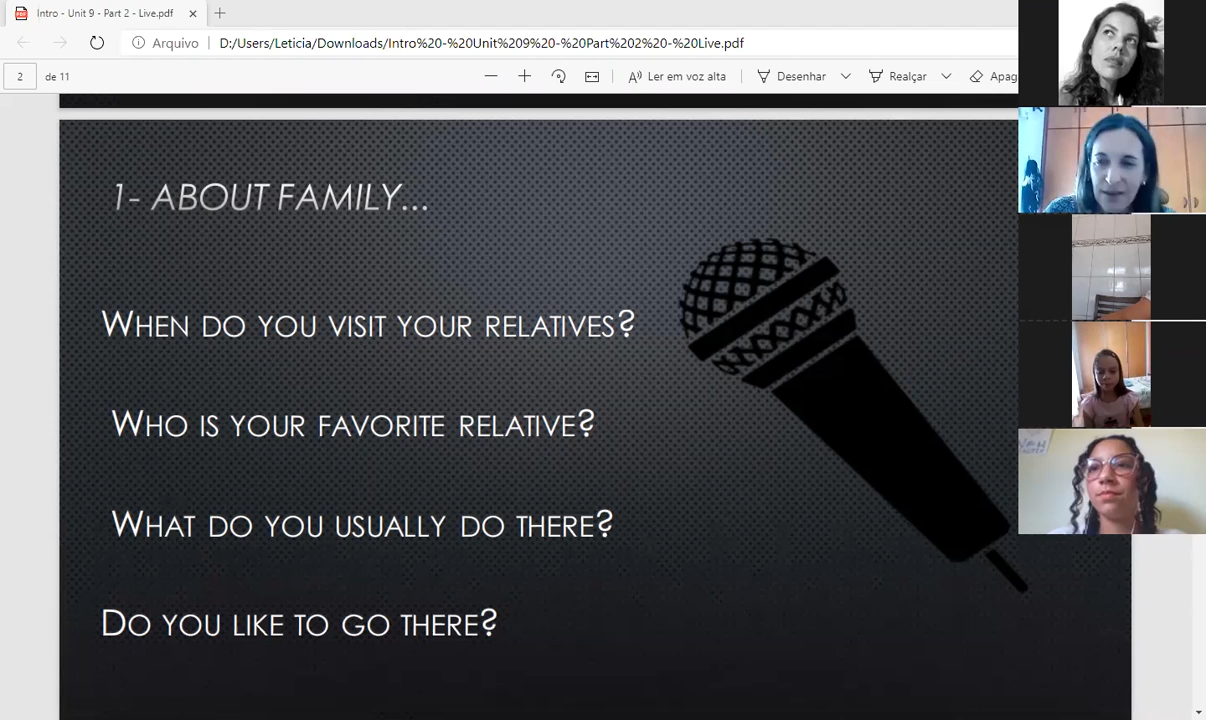 Intro - Unit 9 - Part 2 - Live.pdf
Arquivo D:/Users/Leticia/Downloads/Intro%20-%20Unit%209%20-%20Part%202%20-%20Live.pdf
2 de 11 Ler em voz alta Desenhar Realçar Apag
1- ABOUT FAMILY...
WHEN DO YOU VISIT YOUR RELATIVES?
WHO IS YOUR FAVORITE RELATIVE?
WHAT DO YOU USUALLY DO THERE?
DO YOU LIKE TO GO THERE?